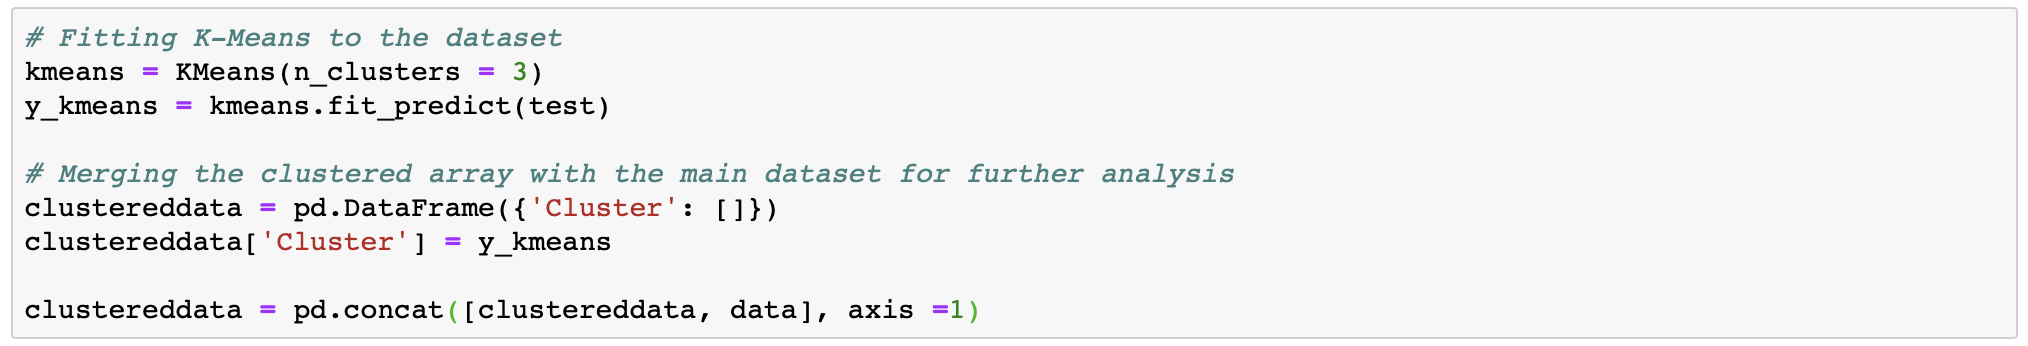 # Fitting K-Means to the dataset
kmeans = KMeans(n_clusters = 3)
y_kmeans = kmeans.fit_predict(test)
# Merging the clustered array with the main dataset for further analysis
clustereddata = pd.DataFrame({'Cluster': []})
clustereddata['Cluster'] = y_kmeans
clustereddata = pd.concat([clustereddata, data], axis =1)